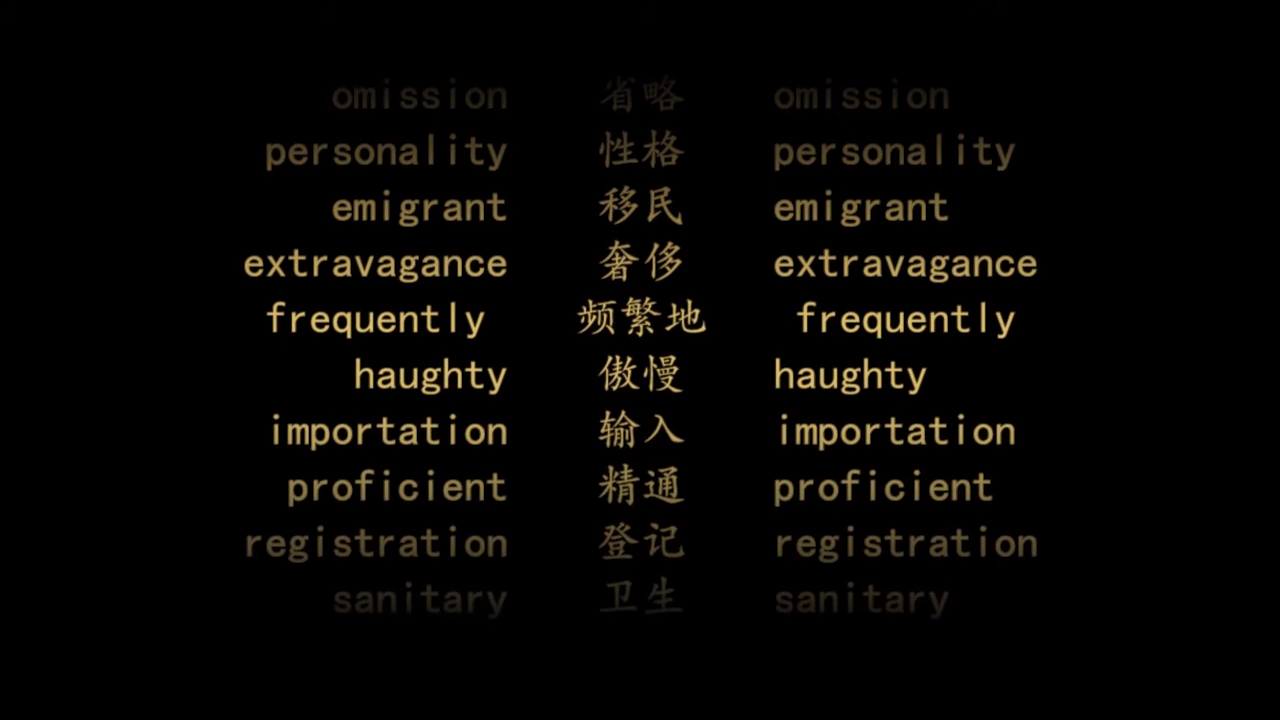 omission 省略 omission
personality 性格 personality
emigrant 移民 emigrant
extravagance 奢侈 extravagance
frequently 频繁地 frequently
haughty 傲慢 haughty
importation 输入 importation
proficient 精通 proficient
registration 登记 registration
sanitary 卫生 sanitary